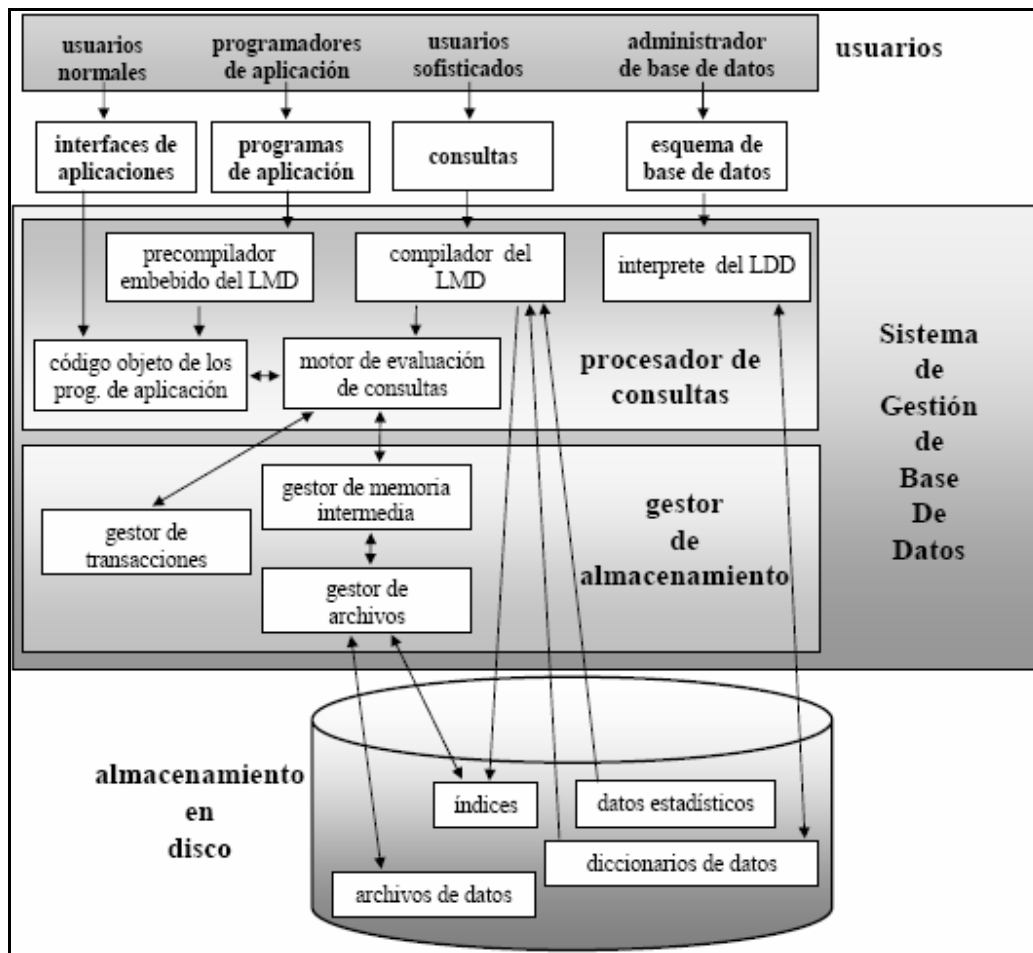 usuarios
normales
programadores
de aplicación
usuarios
sofisticados
administrador
de base de datos
usuarios
interfaces de
aplicaciones
programas
de aplicación
consultas
esquema de
base de datos
precompilador
embebido del LMD
compilador del
LMD
interprete del LDD
código objeto de los
prog. de aplicación
motor de evaluación
de consultas
procesador de
consultas
Sistema
de
Gestión
de
Base
De
Datos
gestor de memoria
intermedia
gestor de
transacciones
gestor de
archivos
gestor
de
almacenamiento
almacenamiento
en
disco
índices
datos estadísticos
diccionarios de datos
archivos de datos